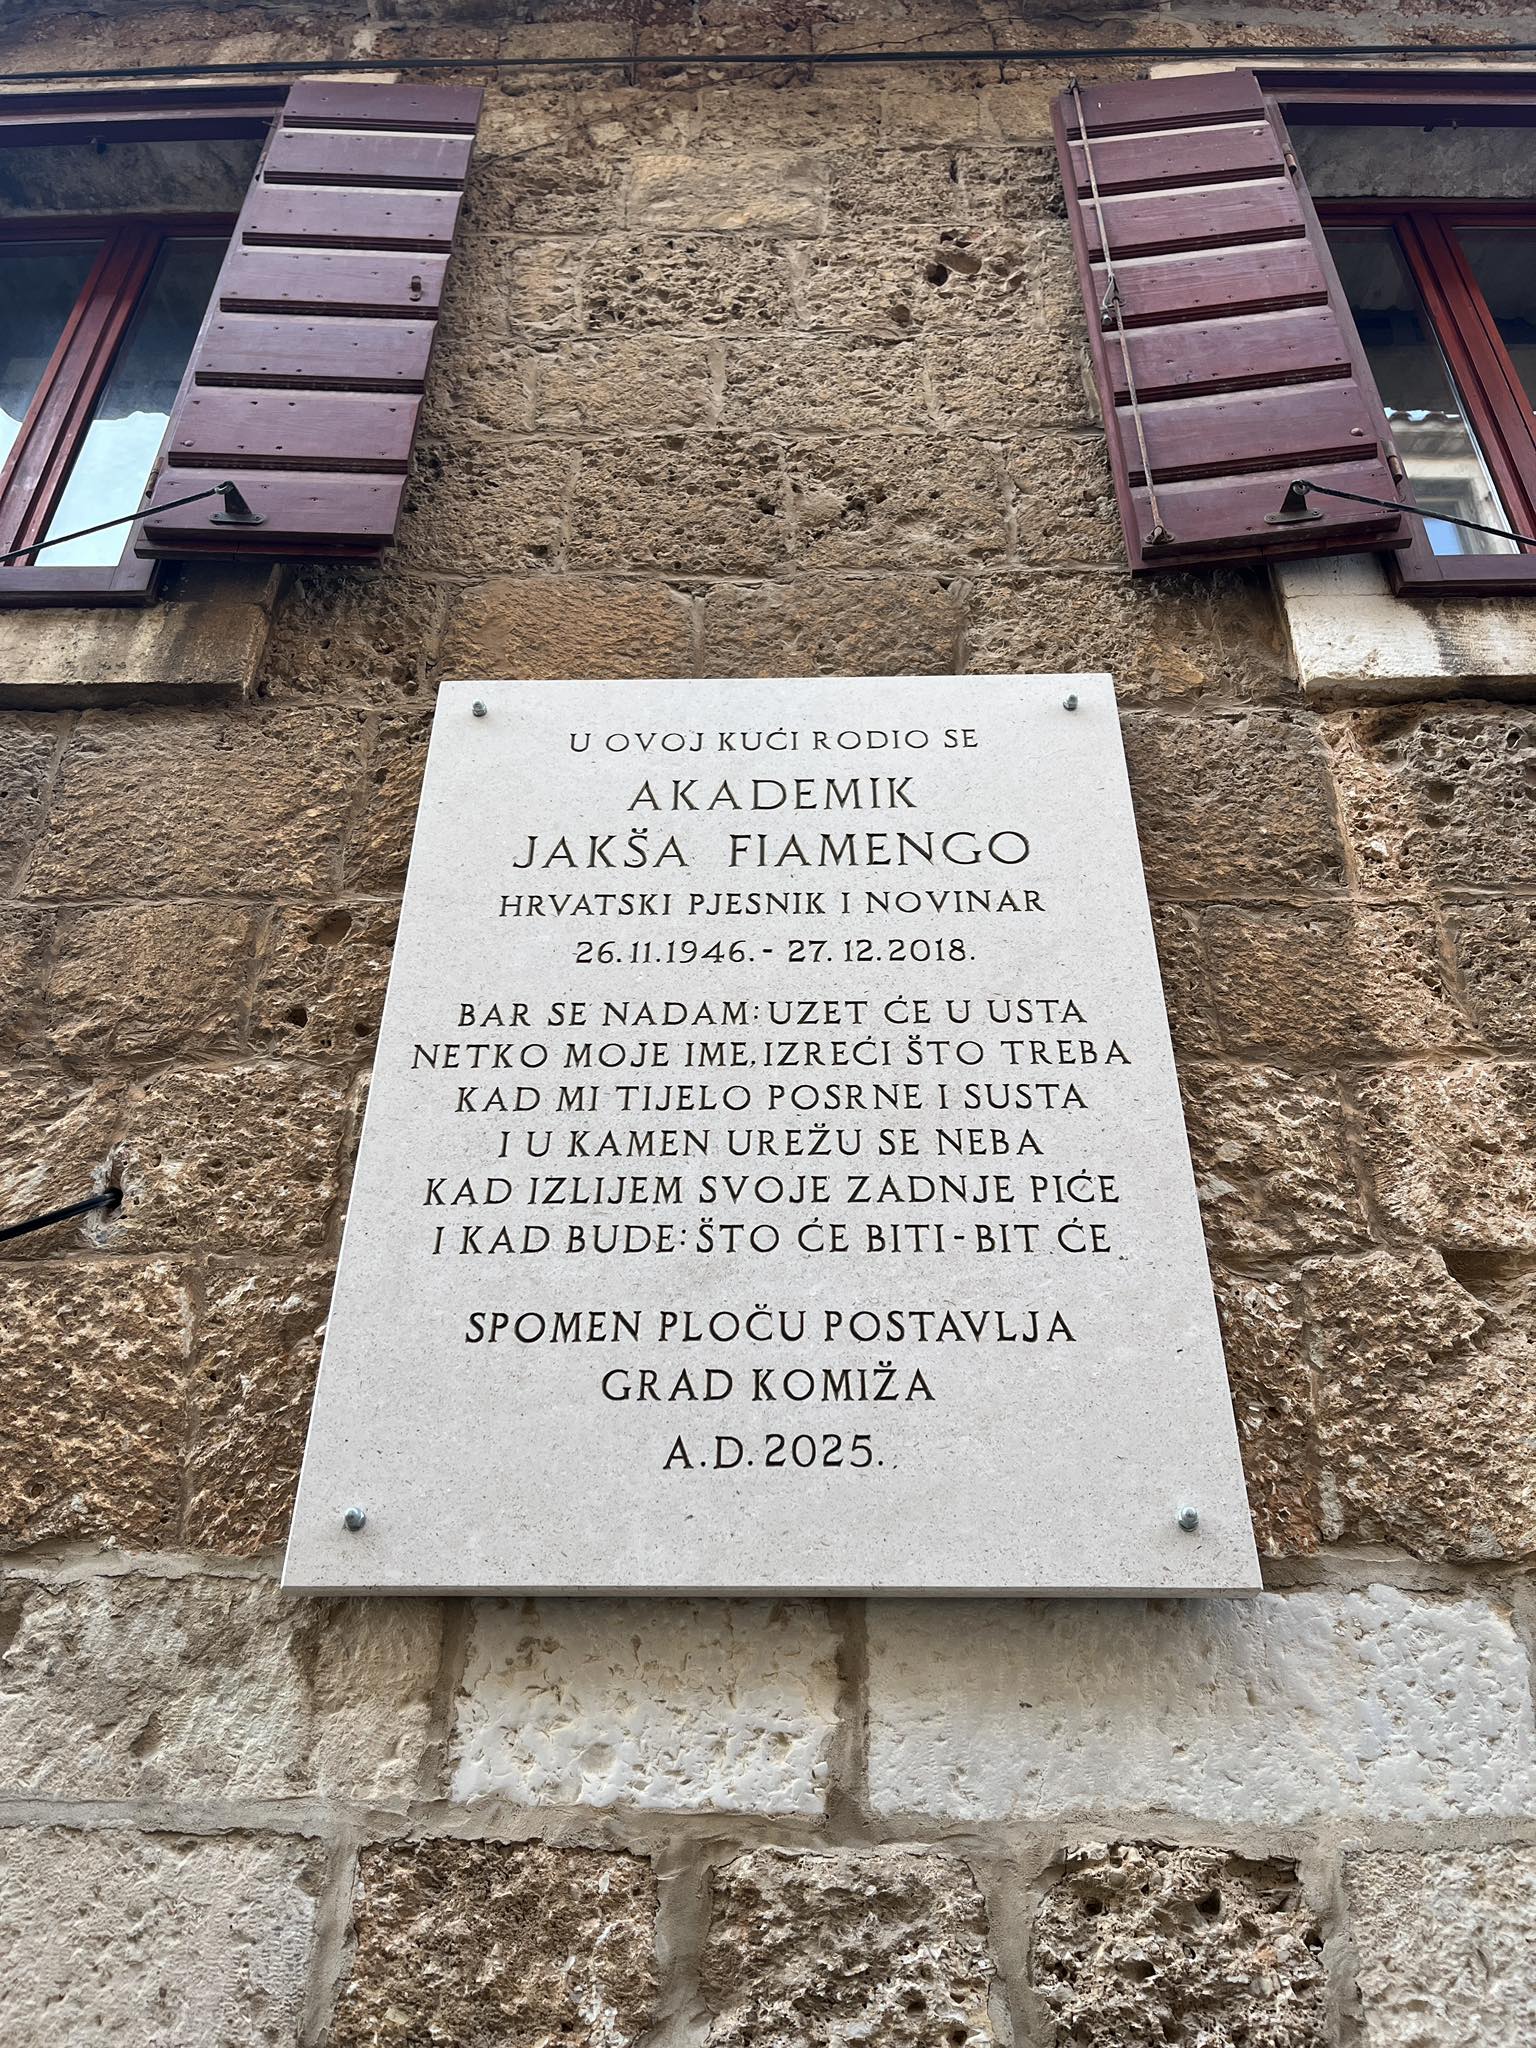 U OVOJ KUĆI RODIO SE
AKADEMIK
JAKŠA FIAMENGO
HRVATSKI PJESNIK I NOVINAR
26.11.1946.- 27.12.2018.
BAR SE NADAM: UZET ĆE U USTA
NETKO MOJE IME, IZREĆI ŠTO TREBA
KAD MI TIJELO POSRNE I SUSTA
I U KAMEN UREŽU SE NEBA
KAD IZLIJEM SVOJE ZADNJE PIĆE
I KAD BUDE: ŠTO ĆE BITI - BIT ĆE
SPOMEN PLOČU POSTAVLJA
GRAD KOMIŽA
A.D. 2025.